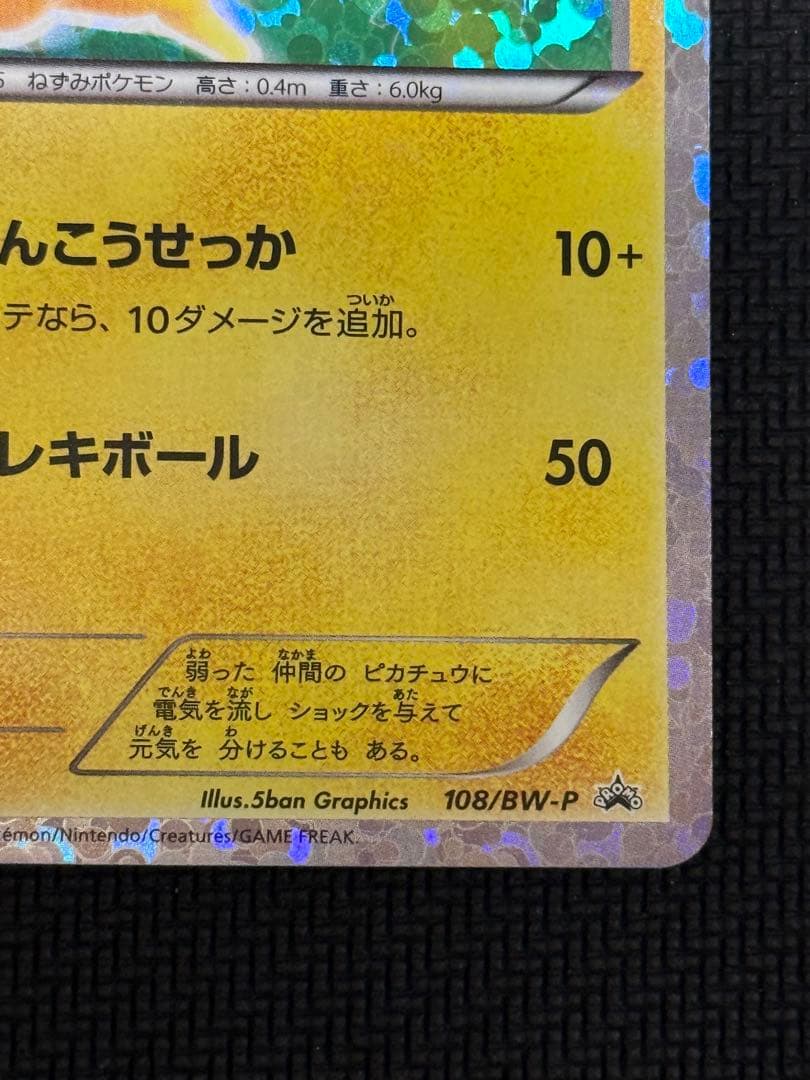 ねずみポケモン 高さ：0.4m 重さ：6.0kg
んこうせっか 10+
ついか
テなら、10ダメージを追加。
レキボール 50
よわ なかま
弱った 仲間の ピカチュウに
でんき なが あた
電気を流し ショックを与えて
げんき わ
元気を 分けることも ある。
Illus.5ban Graphics 108/BW-P PROMO
émon/Nintendo/Creatures/GAME FREAK.